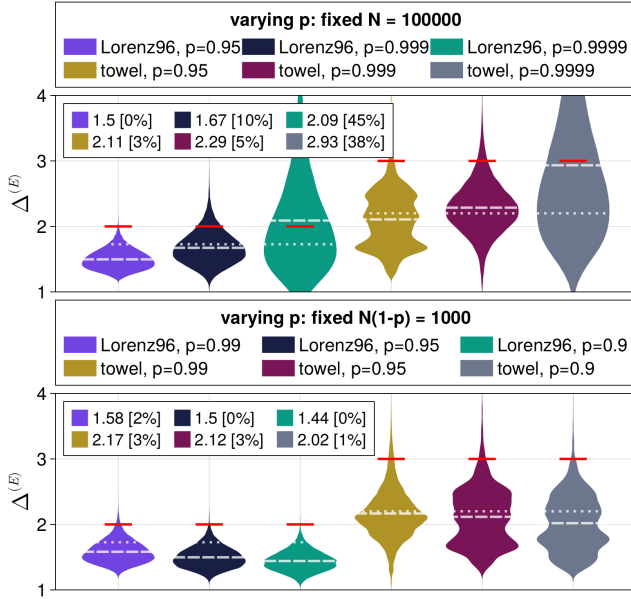 varying p: fixed N = 100000
Lorenz96, p=0.95 Lorenz96, p=0.999 Lorenz96, p=0.9999
towel, p=0.95 towel, p=0.999 towel, p=0.9999
4
1.5 [0%] 1.67 [10%] 2.09 [45%]
2.11 [3%] 2.29 [5%] 2.93 [38%]
3
Δ(E)
2
1
varying p: fixed N(1-p) = 1000
Lorenz96, p=0.99 Lorenz96, p=0.95 Lorenz96, p=0.9
towel, p=0.99 towel, p=0.95 towel, p=0.9
4
1.58 [2%] 1.5 [0%] 1.44 [0%]
2.17 [3%] 2.12 [3%] 2.02 [1%]
3
Δ(E)
2
1